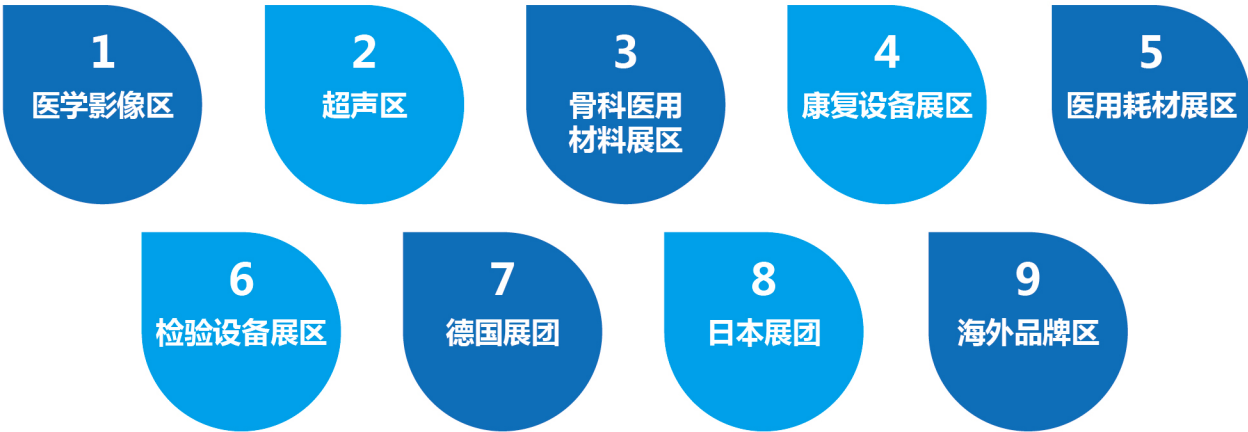 1
医学影像区
2
超声区
3
骨科医用
材料展区
4
康复设备展区
5
医用耗材展区
6
检验设备展区
7
德国展团
8
日本展团
9
海外品牌区